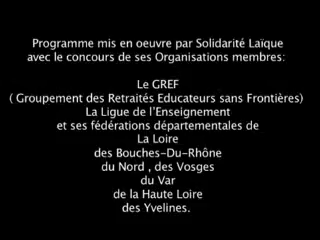 Programme mis en oeuvre par Solidarité Laïque
avec le concours de ses Organisations membres:
Le GREF
( Groupement des Retraités Educateurs sans Frontières)
La Ligue de l'Enseignement
et ses fédérations départementales de
La Loire
des Bouches-Du-Rhône
du Nord , des Vosges
du Var
de la Haute Loire
des Yvelines.